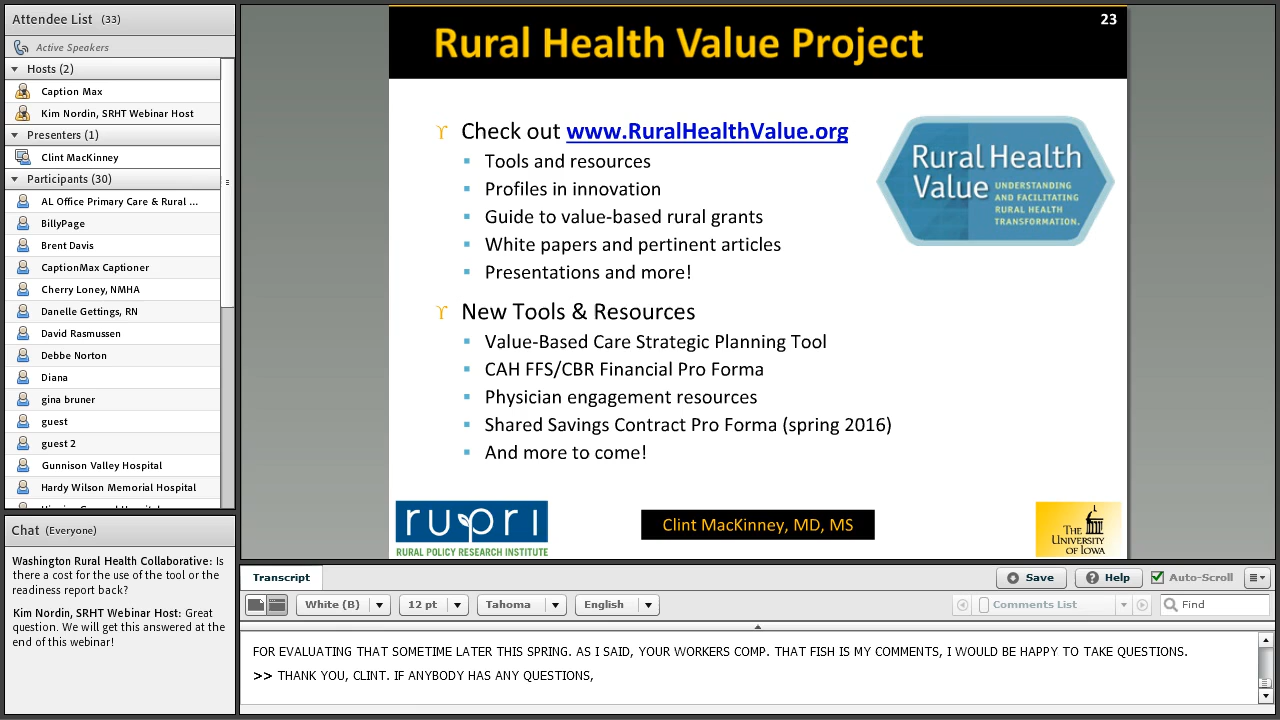 Attendee List (33)
Active Speakers
Hosts (2)
Caption Max
Kim Nordin, SRHT Webinar Host
Presenters (1)
Clint MacKinney
Participants (30)
AL Office Primary Care & Rural ...
BillyPage
Brent Davis
CaptionMax Captioner
Cherry Loney, NMHA
Danelle Gettings, RN
David Rasmussen
Debbe Norton
Diana
gina bruner
guest
guest 2
Gunnison Valley Hospital
Hardy Wilson Memorial Hospital
Chat (Everyone)
Washington Rural Health Collaborative: Is
there a cost for the use of the tool or the
readiness report back?
Kim Nordin, SRHT Webinar Host: Great
question. We will get this answered at the
end of this webinar!
23
Rural Health Value Project
Check out www.RuralHealthValue.org
Tools and resources
Profiles in innovation
Guide to value-based rural grants
White papers and pertinent articles
Presentations and more!
New Tools & Resources
Value-Based Care Strategic Planning Tool
CAH FFS/CBR Financial Pro Forma
Physician engagement resources
Shared Savings Contract Pro Forma (spring 2016)
And more to come!
Rural Health
Value
UNDERSTANDING
AND FACILITATING
RURAL HEALTH
TRANSFORMATION.
rupri
RURAL POLICY RESEARCH INSTITUTE
Clint MacKinney, MD, MS
THE
UNIVERSITY
OF IOWA
Transcript
Save
Help
Auto-Scroll
White (B)
12 pt
Tahoma
English
Comments List
Find
FOR EVALUATING THAT SOMETIME LATER THIS SPRING. AS I SAID, YOUR WORKERS COMP. THAT FISH IS MY COMMENTS, I WOULD BE HAPPY TO TAKE QUESTIONS.
>> THANK YOU, CLINT. IF ANYBODY HAS ANY QUESTIONS,